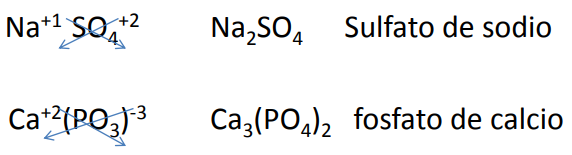 Na+1 SO4+2 Na2SO4 Sulfato de sodio
Ca+2(PO3)-3 Ca3(PO4)2 fosfato de calcio